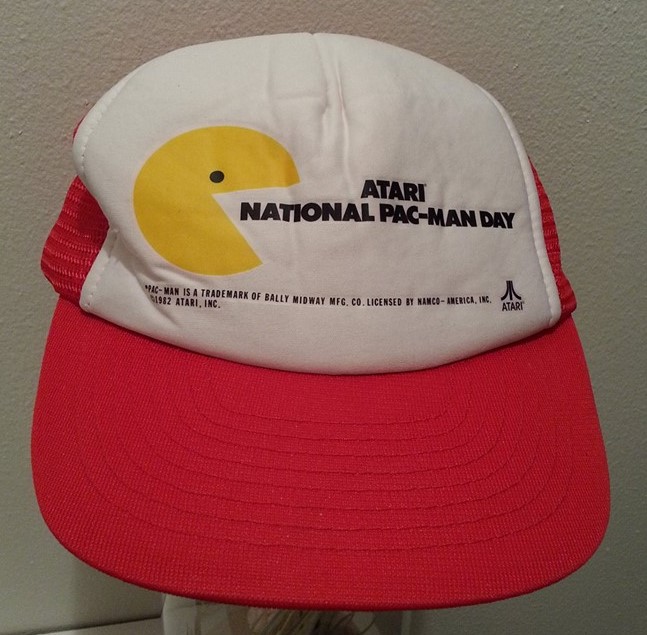 ATARI
NATIONAL PAC-MAN DAY
PAC-MAN IS A TRADEMARK OF BALLY MIDWAY MFG. CO. LICENSED BY NAMCO-AMERICA, INC.
©1982 ATARI, INC.
ATARI